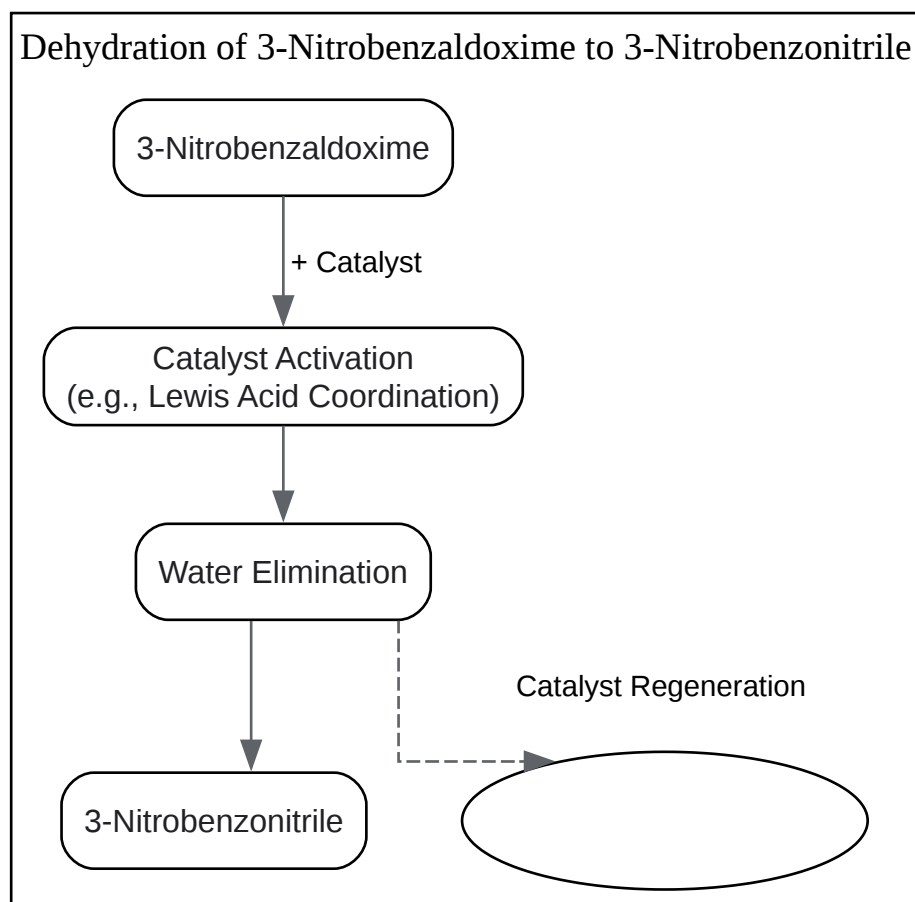 Dehydration of 3-Nitrobenzaldoxime to 3-Nitrobenzonitrile
3-Nitrobenzaldoxime
+ Catalyst
Catalyst Activation
(e.g., Lewis Acid Coordination)
Water Elimination
Catalyst Regeneration
3-Nitrobenzonitrile